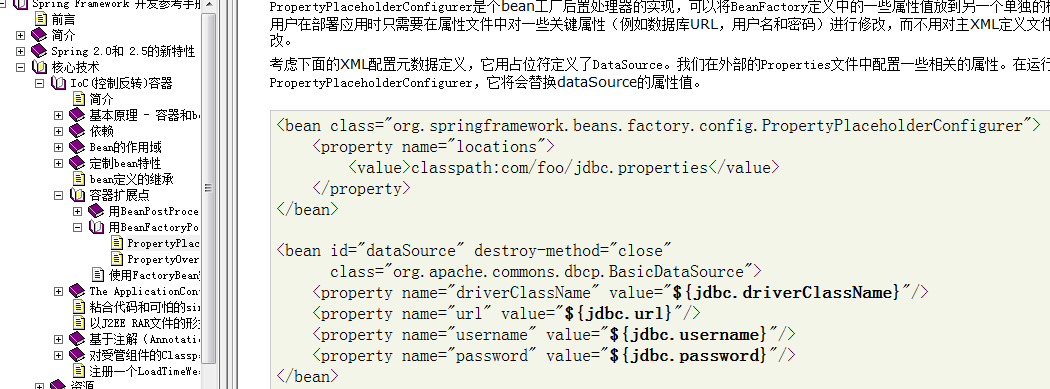 Spring Framework 开发参考手册
前言
简介
Spring 2.0和 2.5的新特性
核心技术
IoC(控制反转)容器
简介
基本原理 - 容器和be
依赖
Bean的作用域
定制bean特性
bean定义的继承
容器扩展点
用BeanPostProce
用BeanFactoryPo
PropertyPlac
PropertyOver
使用FactoryBean
The ApplicationCon
粘合代码和可怕的sin
以J2EE RAR文件的形
基于注解（Annotati
对受管组件的Classp
注册一个LoadTimeWe
资源
PropertyPlaceholderConfigurer是个bean工厂后置处理器的实现，可以将BeanFactory定义中的一些属性值放到另一个单独的
用户在部署应用时只需要在属性文件中对一些关键属性（例如数据库URL，用户名和密码）进行修改，而不用对主XML定义文件
改。
考虑下面的XML配置元数据定义，它用占位符定义了DataSource。我们在外部的Properties文件中配置一些相关的属性。在运行
PropertyPlaceholderConfigurer，它将会替换dataSource的属性值。
<bean class="org.springframework.beans.factory.config.PropertyPlaceholderConfigurer">
<property name="locations">
<value>classpath:com/foo/jdbc.properties</value>
</property>
</bean>
<bean id="dataSource" destroy-method="close"
class="org.apache.commons.dbcp.BasicDataSource">
<property name="driverClassName" value="${jdbc.driverClassName}"/>
<property name="url" value="${jdbc.url}"/>
<property name="username" value="${jdbc.username}"/>
<property name="password" value="${jdbc.password}"/>
</bean>